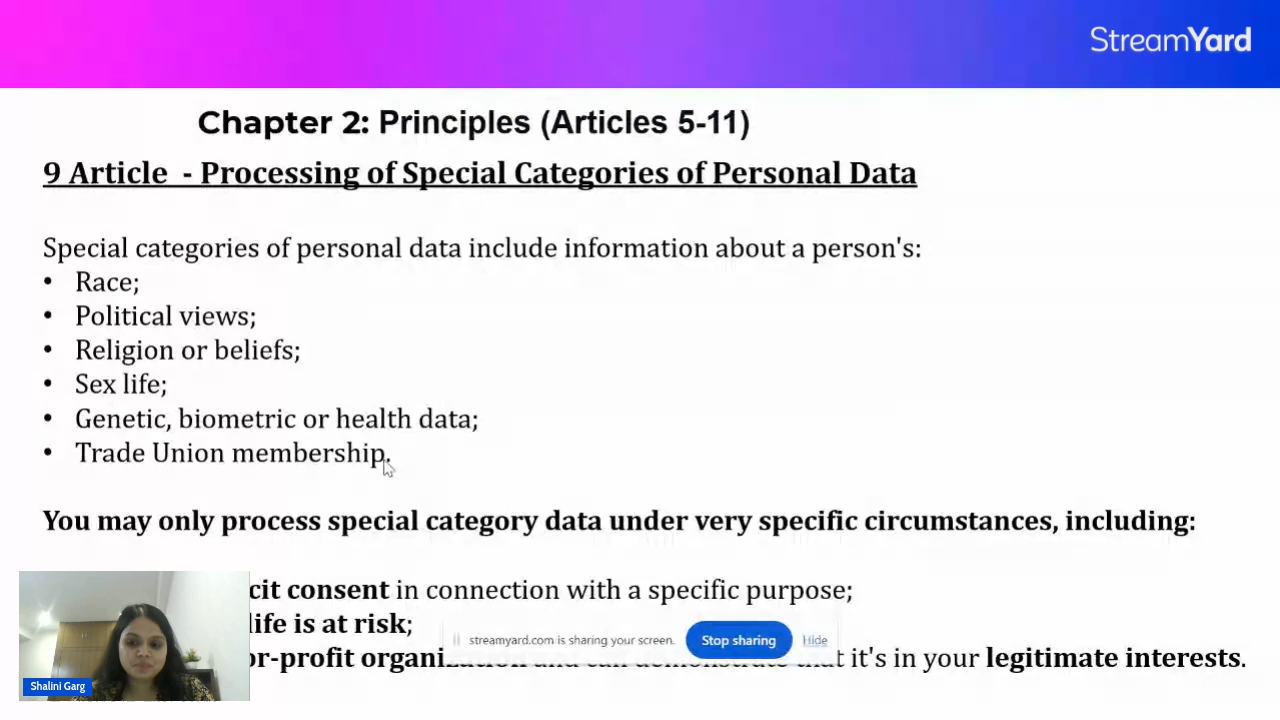 StreamYard
Chapter 2: Principles (Articles 5-11)
9 Article - Processing of Special Categories of Personal Data
Special categories of personal data include information about a person's:
• Race;
• Political views;
• Religion or beliefs;
• Sex life;
• Genetic, biometric or health data;
• Trade Union membership.
You may only process special category data under very specific circumstances, including:
cit consent in connection with a specific purpose;
life is at risk;
streamyard.com is sharing your screen. Stop sharing Hide
or-profit organization and can demonstrate that it's in your legitimate interests.
Shalini Garg